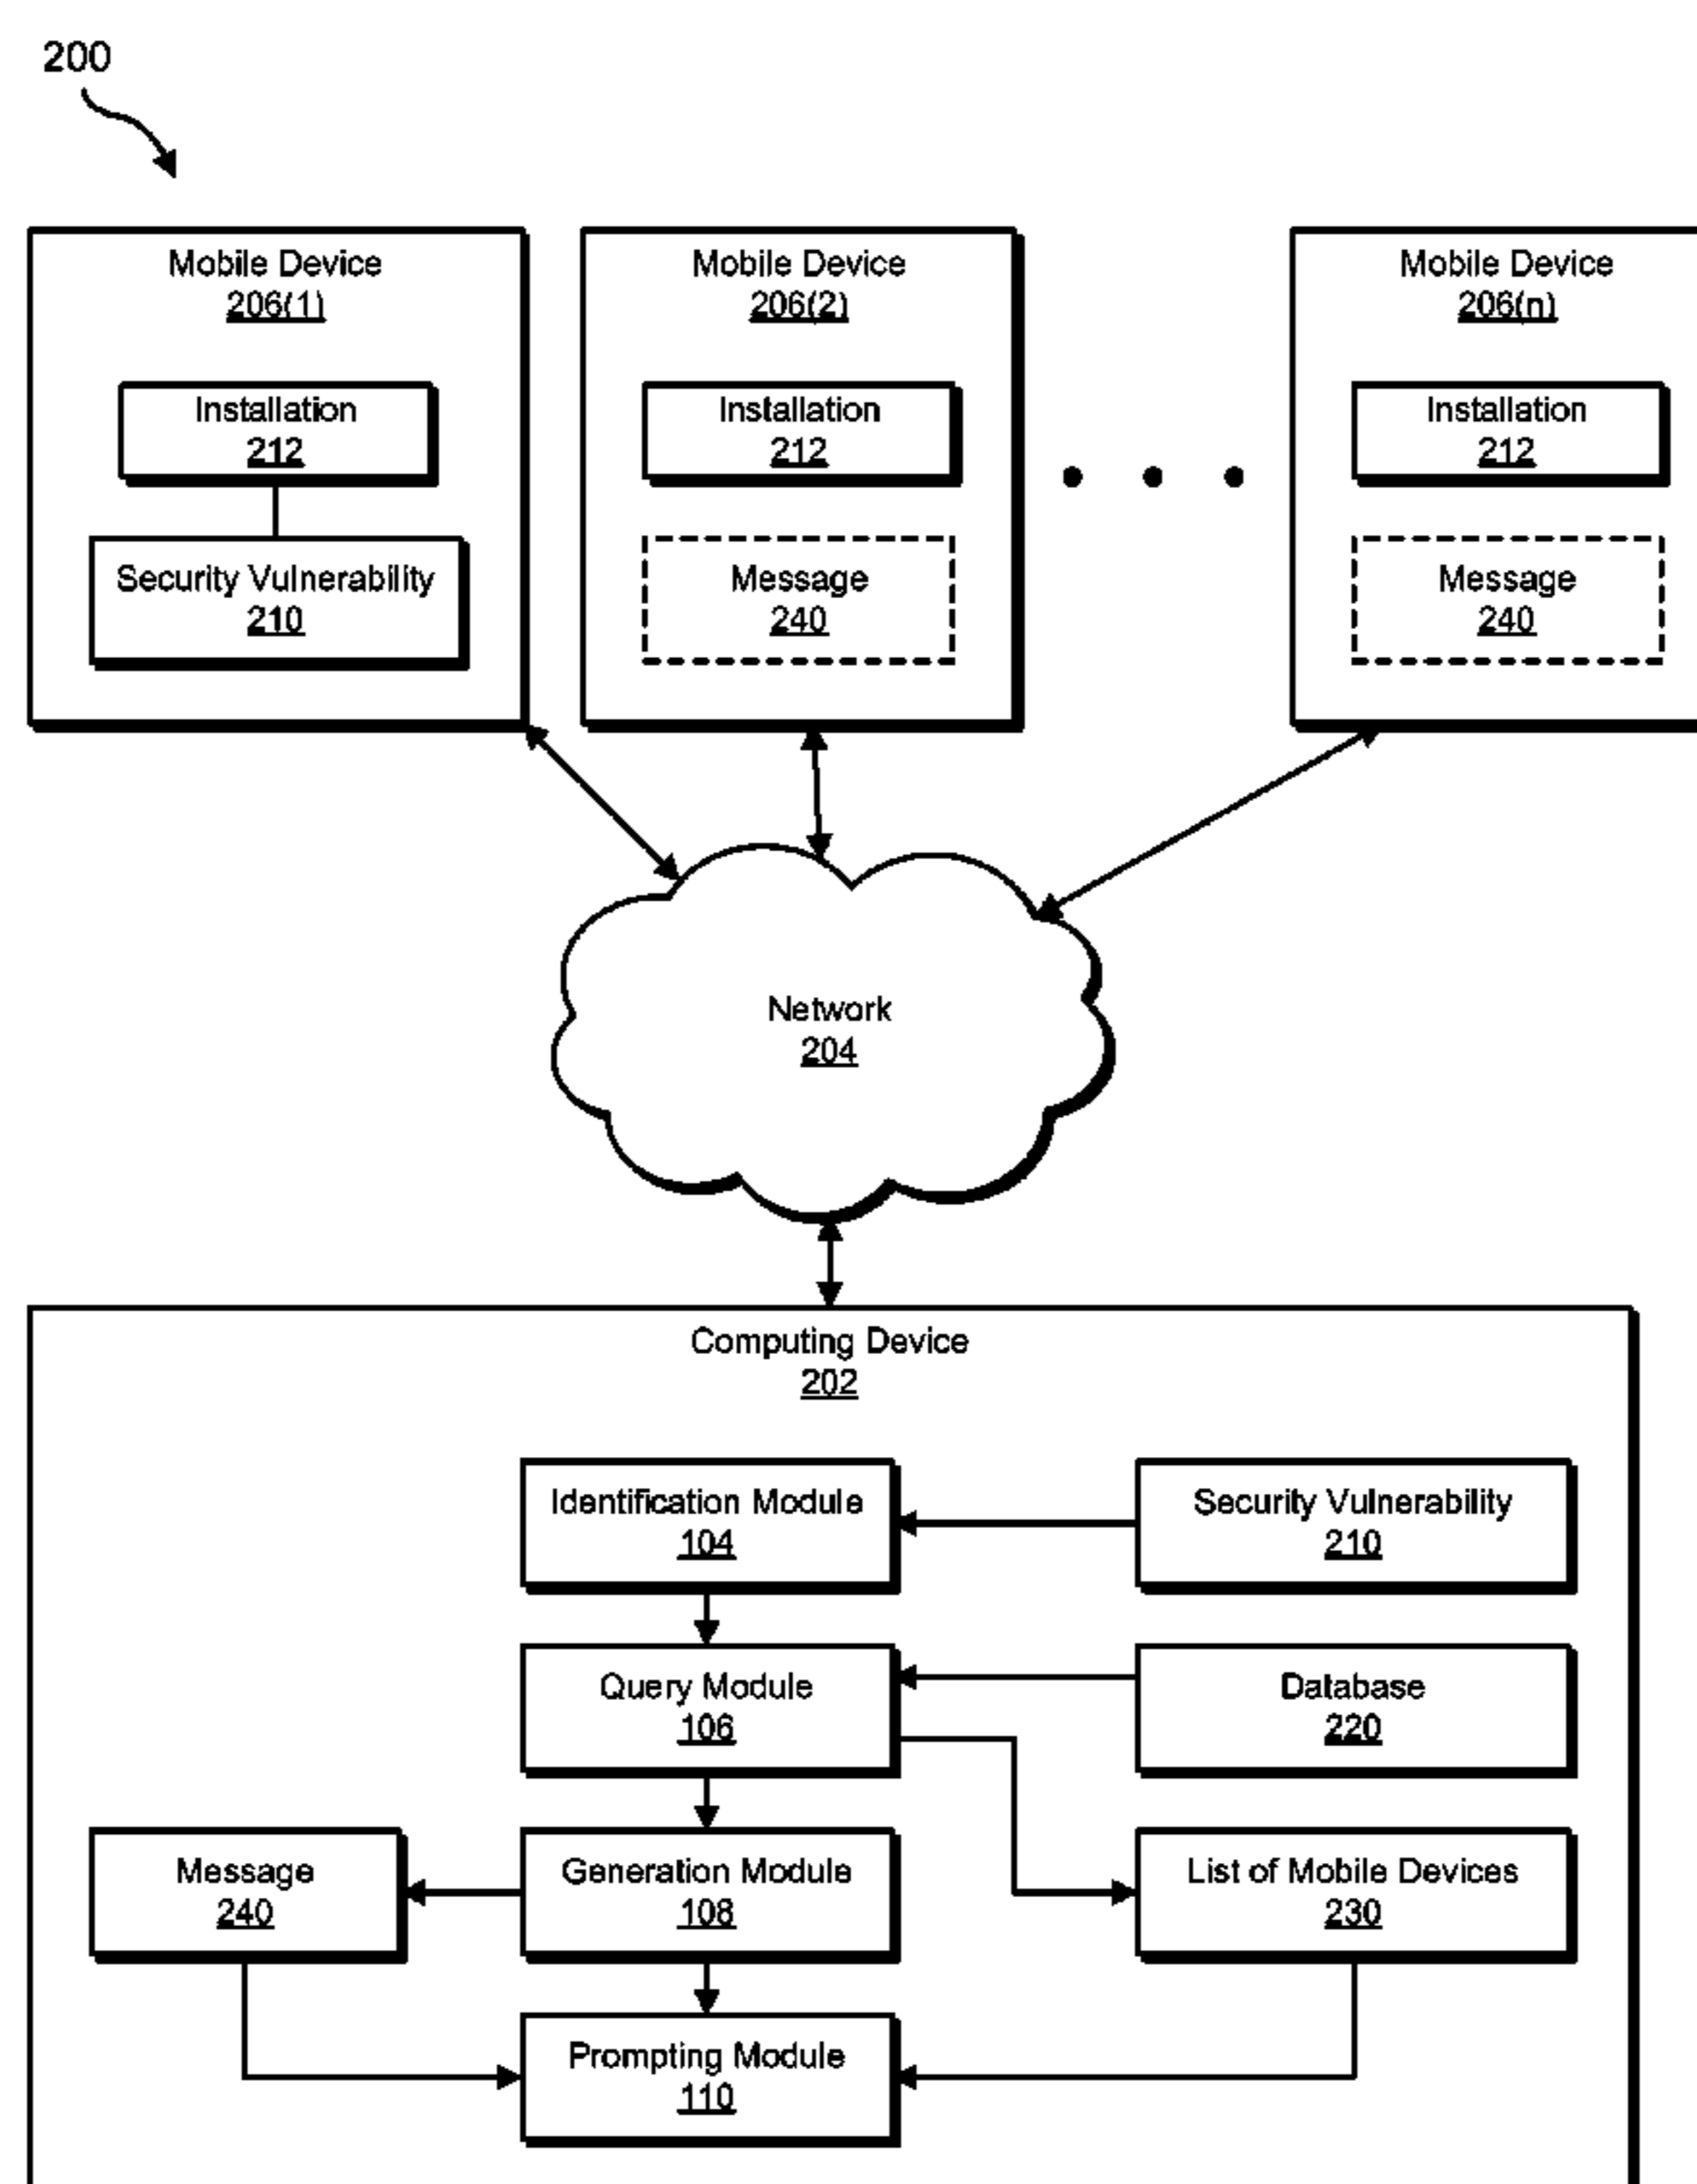 200
Mobile Device
206(1)
Installation
212
Security Vulnerability
210
Mobile Device
206(2)
Installation
212
Message
240
Mobile Device
206(n)
Installation
212
Message
240
Network
204
Computing Device
202
Identification Module
104
Security Vulnerability
210
Query Module
106
Database
220
Message
240
Generation Module
108
List of Mobile Devices
230
Prompting Module
110